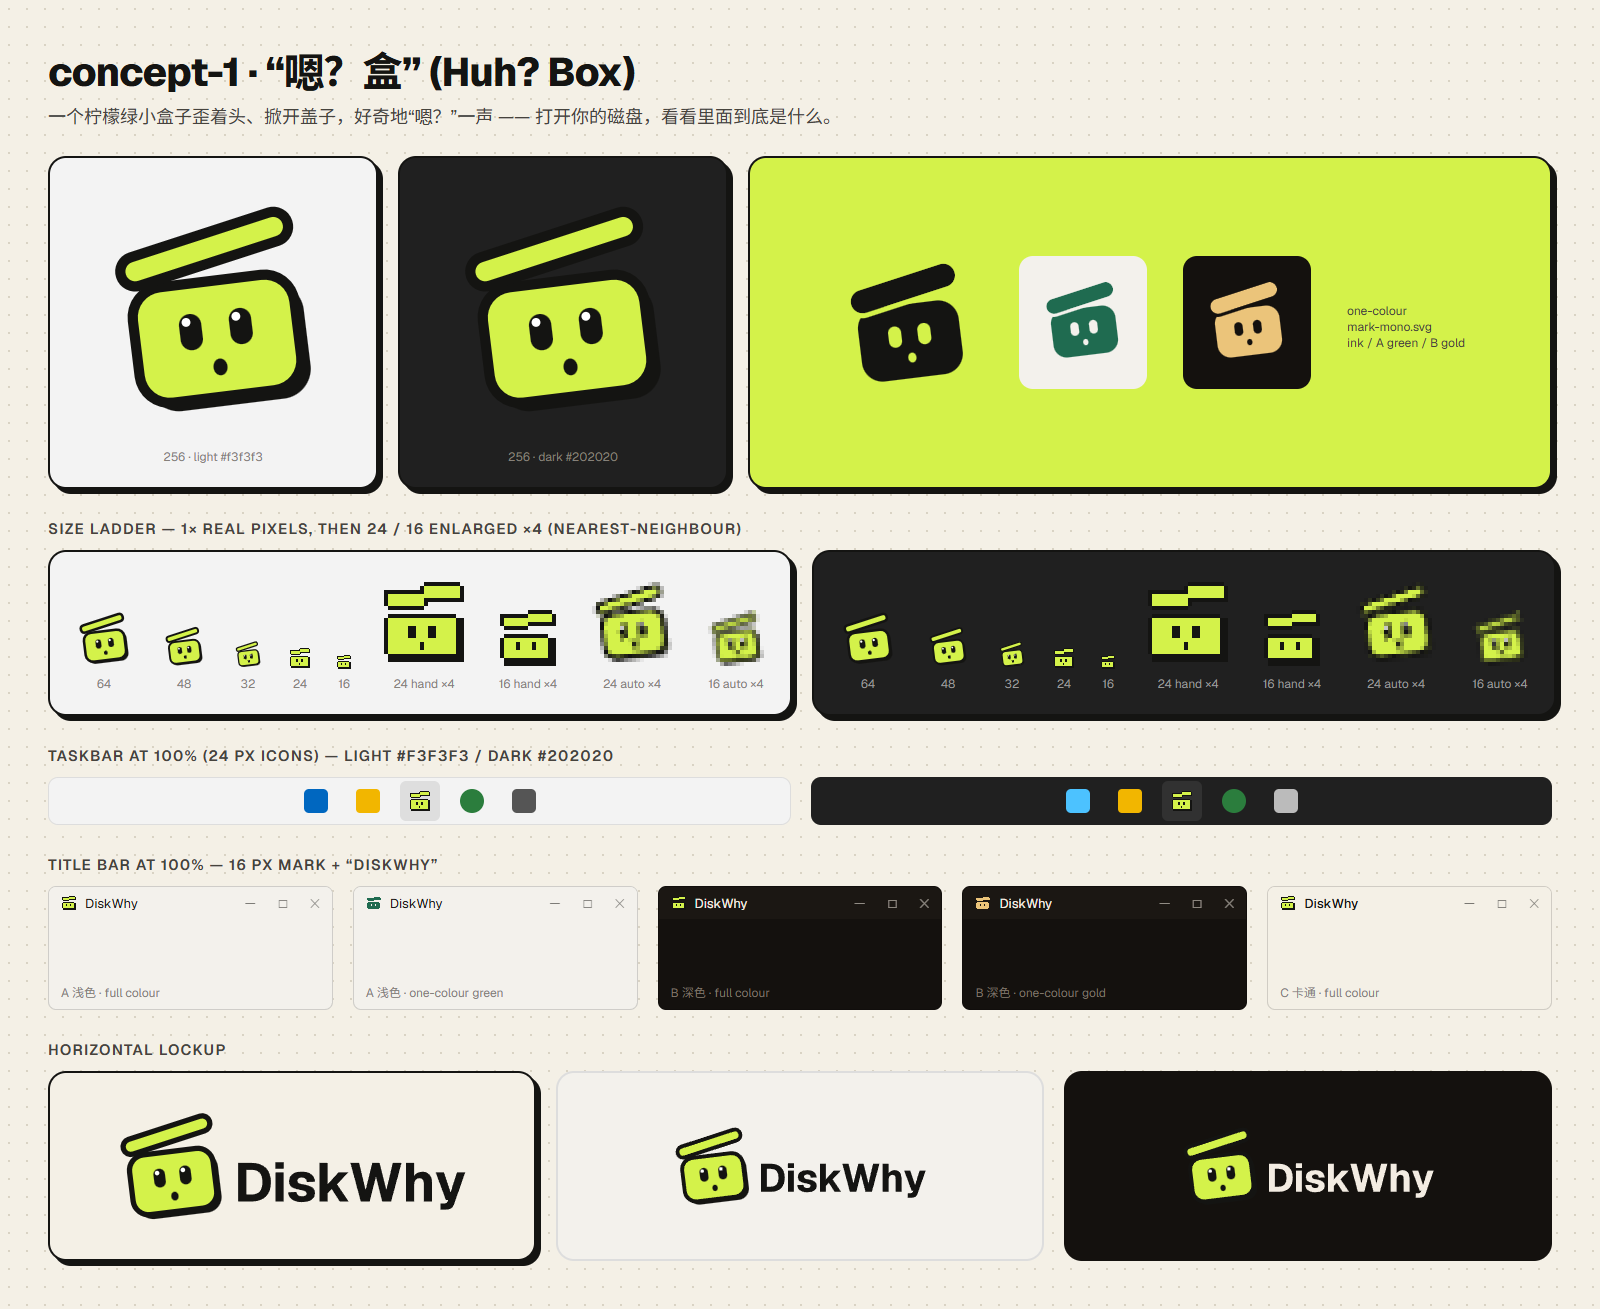 concept-1 · “嗯？盒” (Huh? Box)
一个柠檬绿小盒子歪着头、掀开盖子，好奇地“嗯？”一声 —— 打开你的磁盘，看看里面到底是什么。
256 · light #f3f3f3
256 · dark #202020
one-colour
mark-mono.svg
ink / A green / B gold
SIZE LADDER — 1× REAL PIXELS, THEN 24 / 16 ENLARGED ×4 (NEAREST-NEIGHBOUR)
64 48 32 24 16 24 hand ×4 16 hand ×4 24 auto ×4 16 auto ×4
64 48 32 24 16 24 hand ×4 16 hand ×4 24 auto ×4 16 auto ×4
TASKBAR AT 100% (24 PX ICONS) — LIGHT #F3F3F3 / DARK #202020
TITLE BAR AT 100% — 16 PX MARK + “DISKWHY”
DiskWhy
A 浅色 · full colour
DiskWhy
A 浅色 · one-colour green
DiskWhy
B 深色 · full colour
DiskWhy
B 深色 · one-colour gold
DiskWhy
C 卡通 · full colour
HORIZONTAL LOCKUP
DiskWhy
DiskWhy
DiskWhy